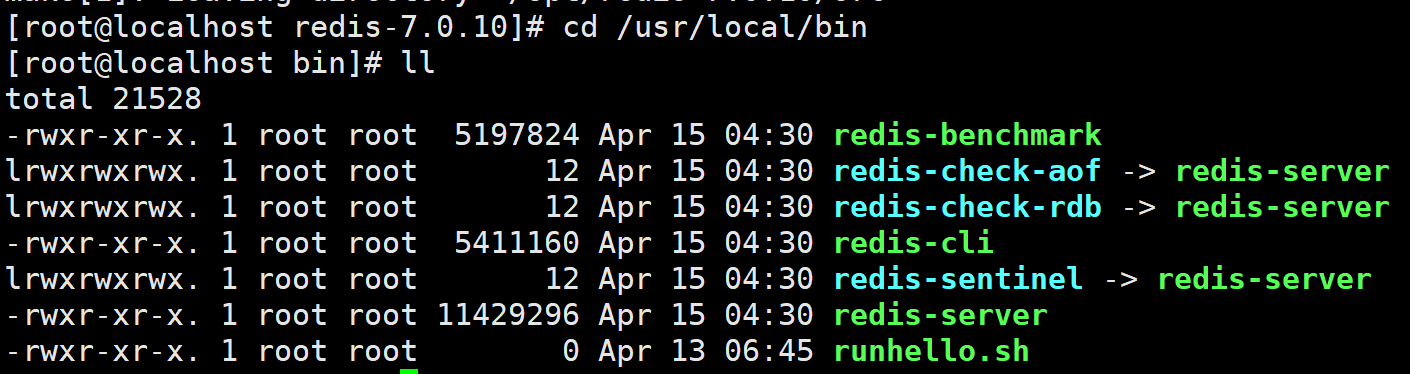 [root@localhost redis-7.0.10]# cd /usr/local/bin
[root@localhost bin]# ll
total 21528
-rwxr-xr-x. 1 root root  5197824 Apr 15 04:30 redis-benchmark
lrwxrwxrwx. 1 root root       12 Apr 15 04:30 redis-check-aof -> redis-server
lrwxrwxrwx. 1 root root       12 Apr 15 04:30 redis-check-rdb -> redis-server
-rwxr-xr-x. 1 root root  5411160 Apr 15 04:30 redis-cli
lrwxrwxrwx. 1 root root       12 Apr 15 04:30 redis-sentinel -> redis-server
-rwxr-xr-x. 1 root root 11429296 Apr 15 04:30 redis-server
-rwxr-xr-x. 1 root root        0 Apr 13 06:45 runhello.sh